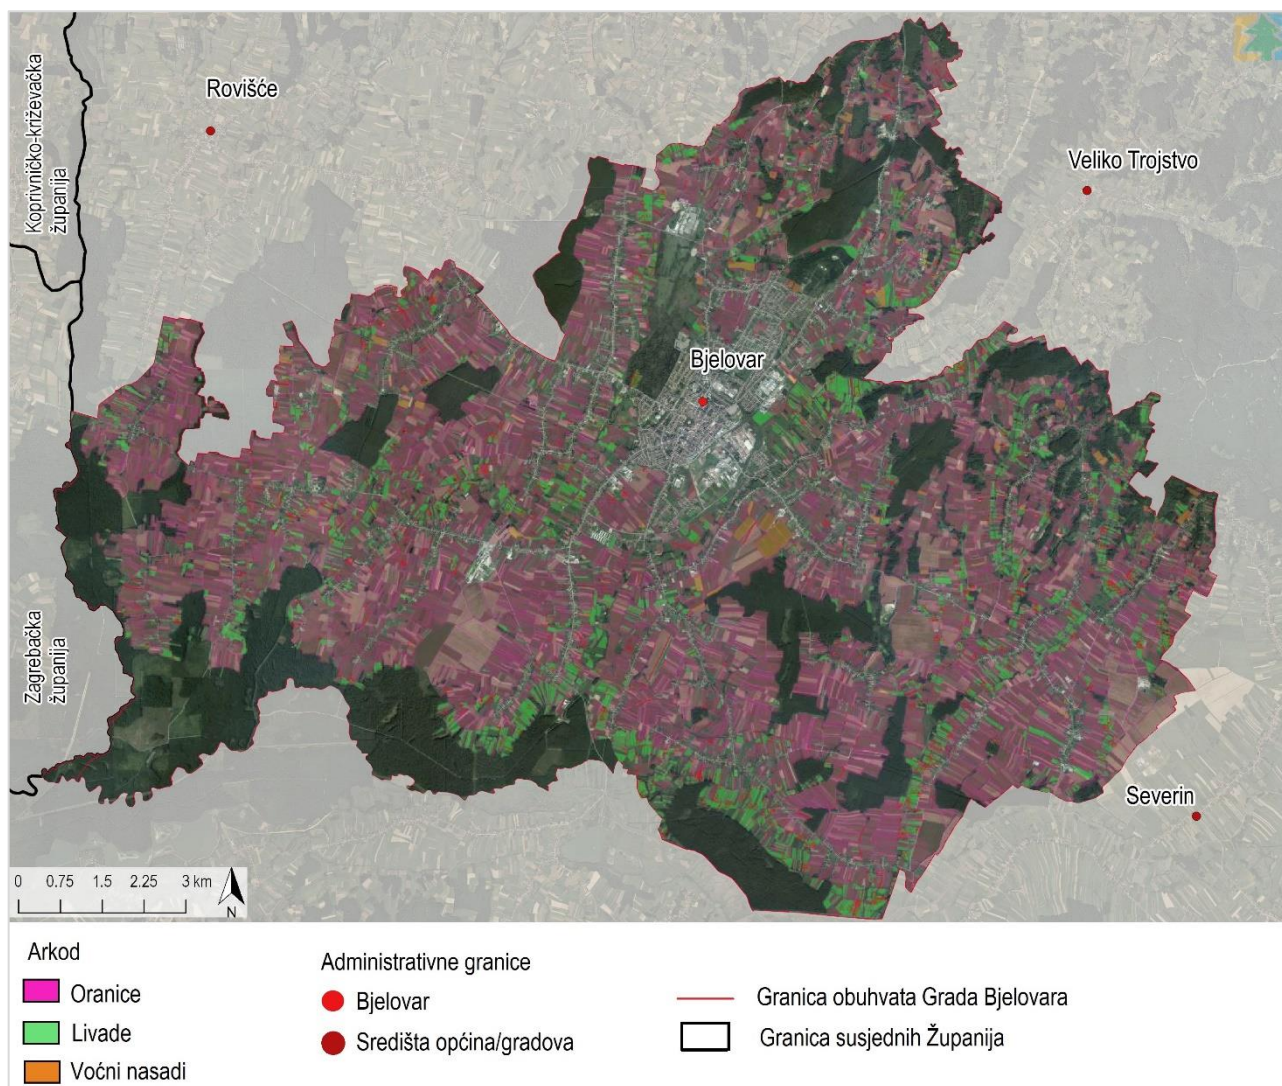 Rovišće
Koprivničko-križevačka
županija
Veliko Trojstvo
Bjelovar
Zagrebačka
županija
Severin
0 0.75 1.5 2.25 3 km
N
Arkod
Oranice
Livade
Voćni nasadi
Administrativne granice
Bjelovar
Središta općina/gradova
Granica obuhvata Grada Bjelovara
Granica susjednih Županija